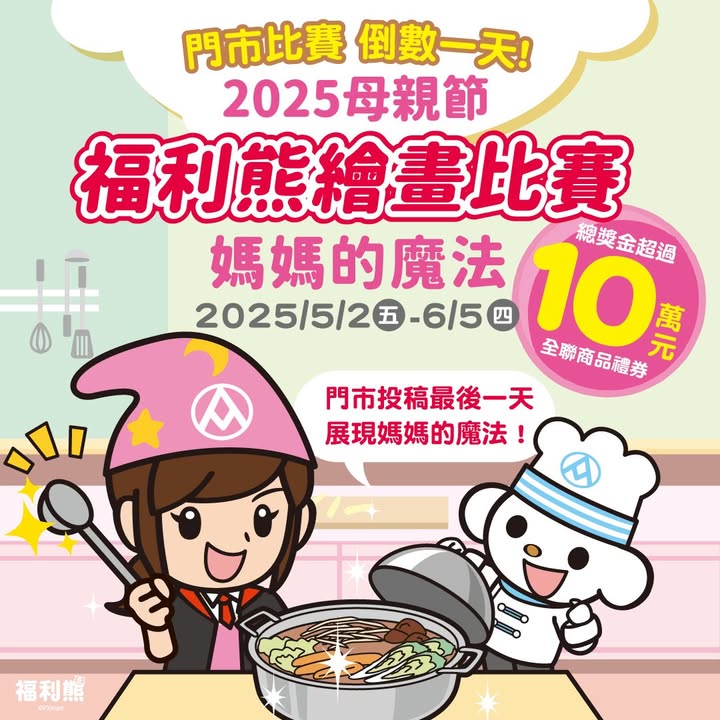 門市比賽 倒數一天!
2025母親節
福利熊繪畫比賽
媽媽的魔法
2025/5/2五-6/5四
總獎金超過
10萬元
全聯商品禮券
門市投稿最後一天
展現媽媽的魔法！
福利熊